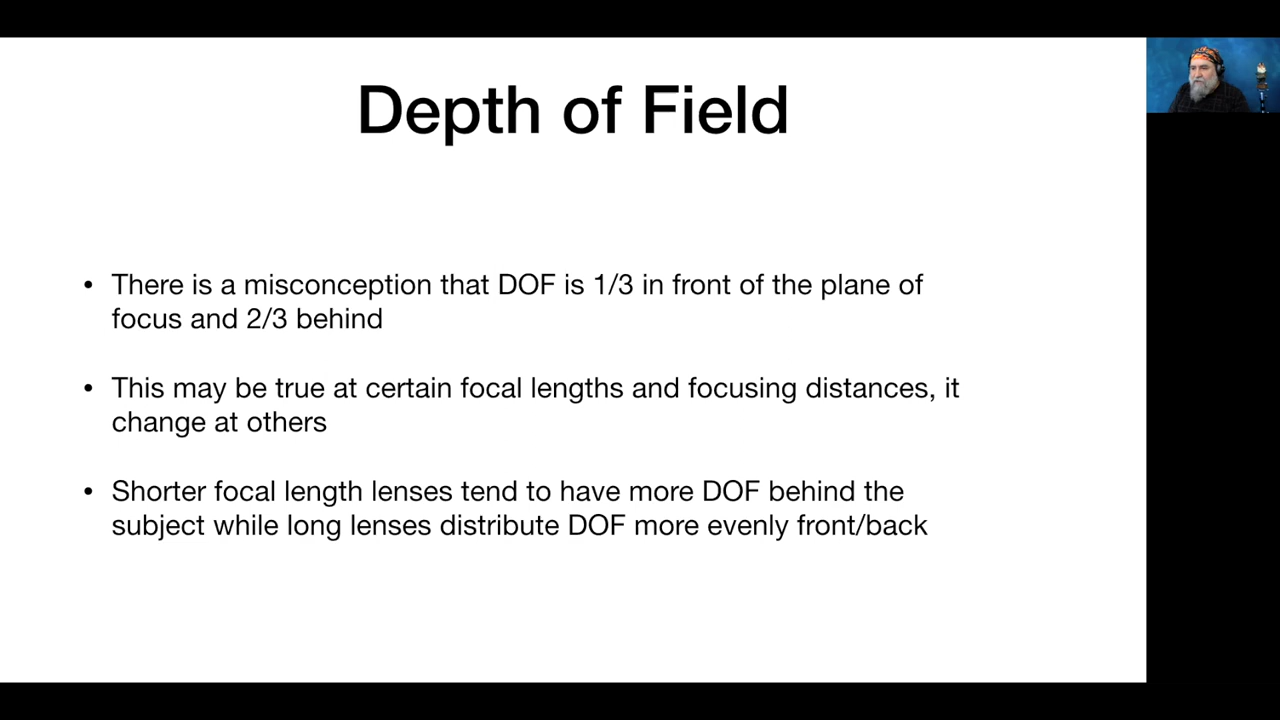 Depth of Field
• There is a misconception that DOF is 1/3 in front of the plane of
focus and 2/3 behind
• This may be true at certain focal lengths and focusing distances, it
change at others
• Shorter focal length lenses tend to have more DOF behind the
subject while long lenses distribute DOF more evenly front/back